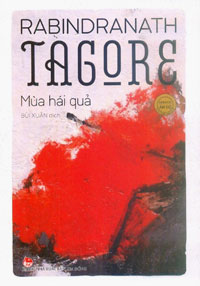 RABINDRANATH
TAGORE
Mùa hái quả
BÙI XUÂN dịch